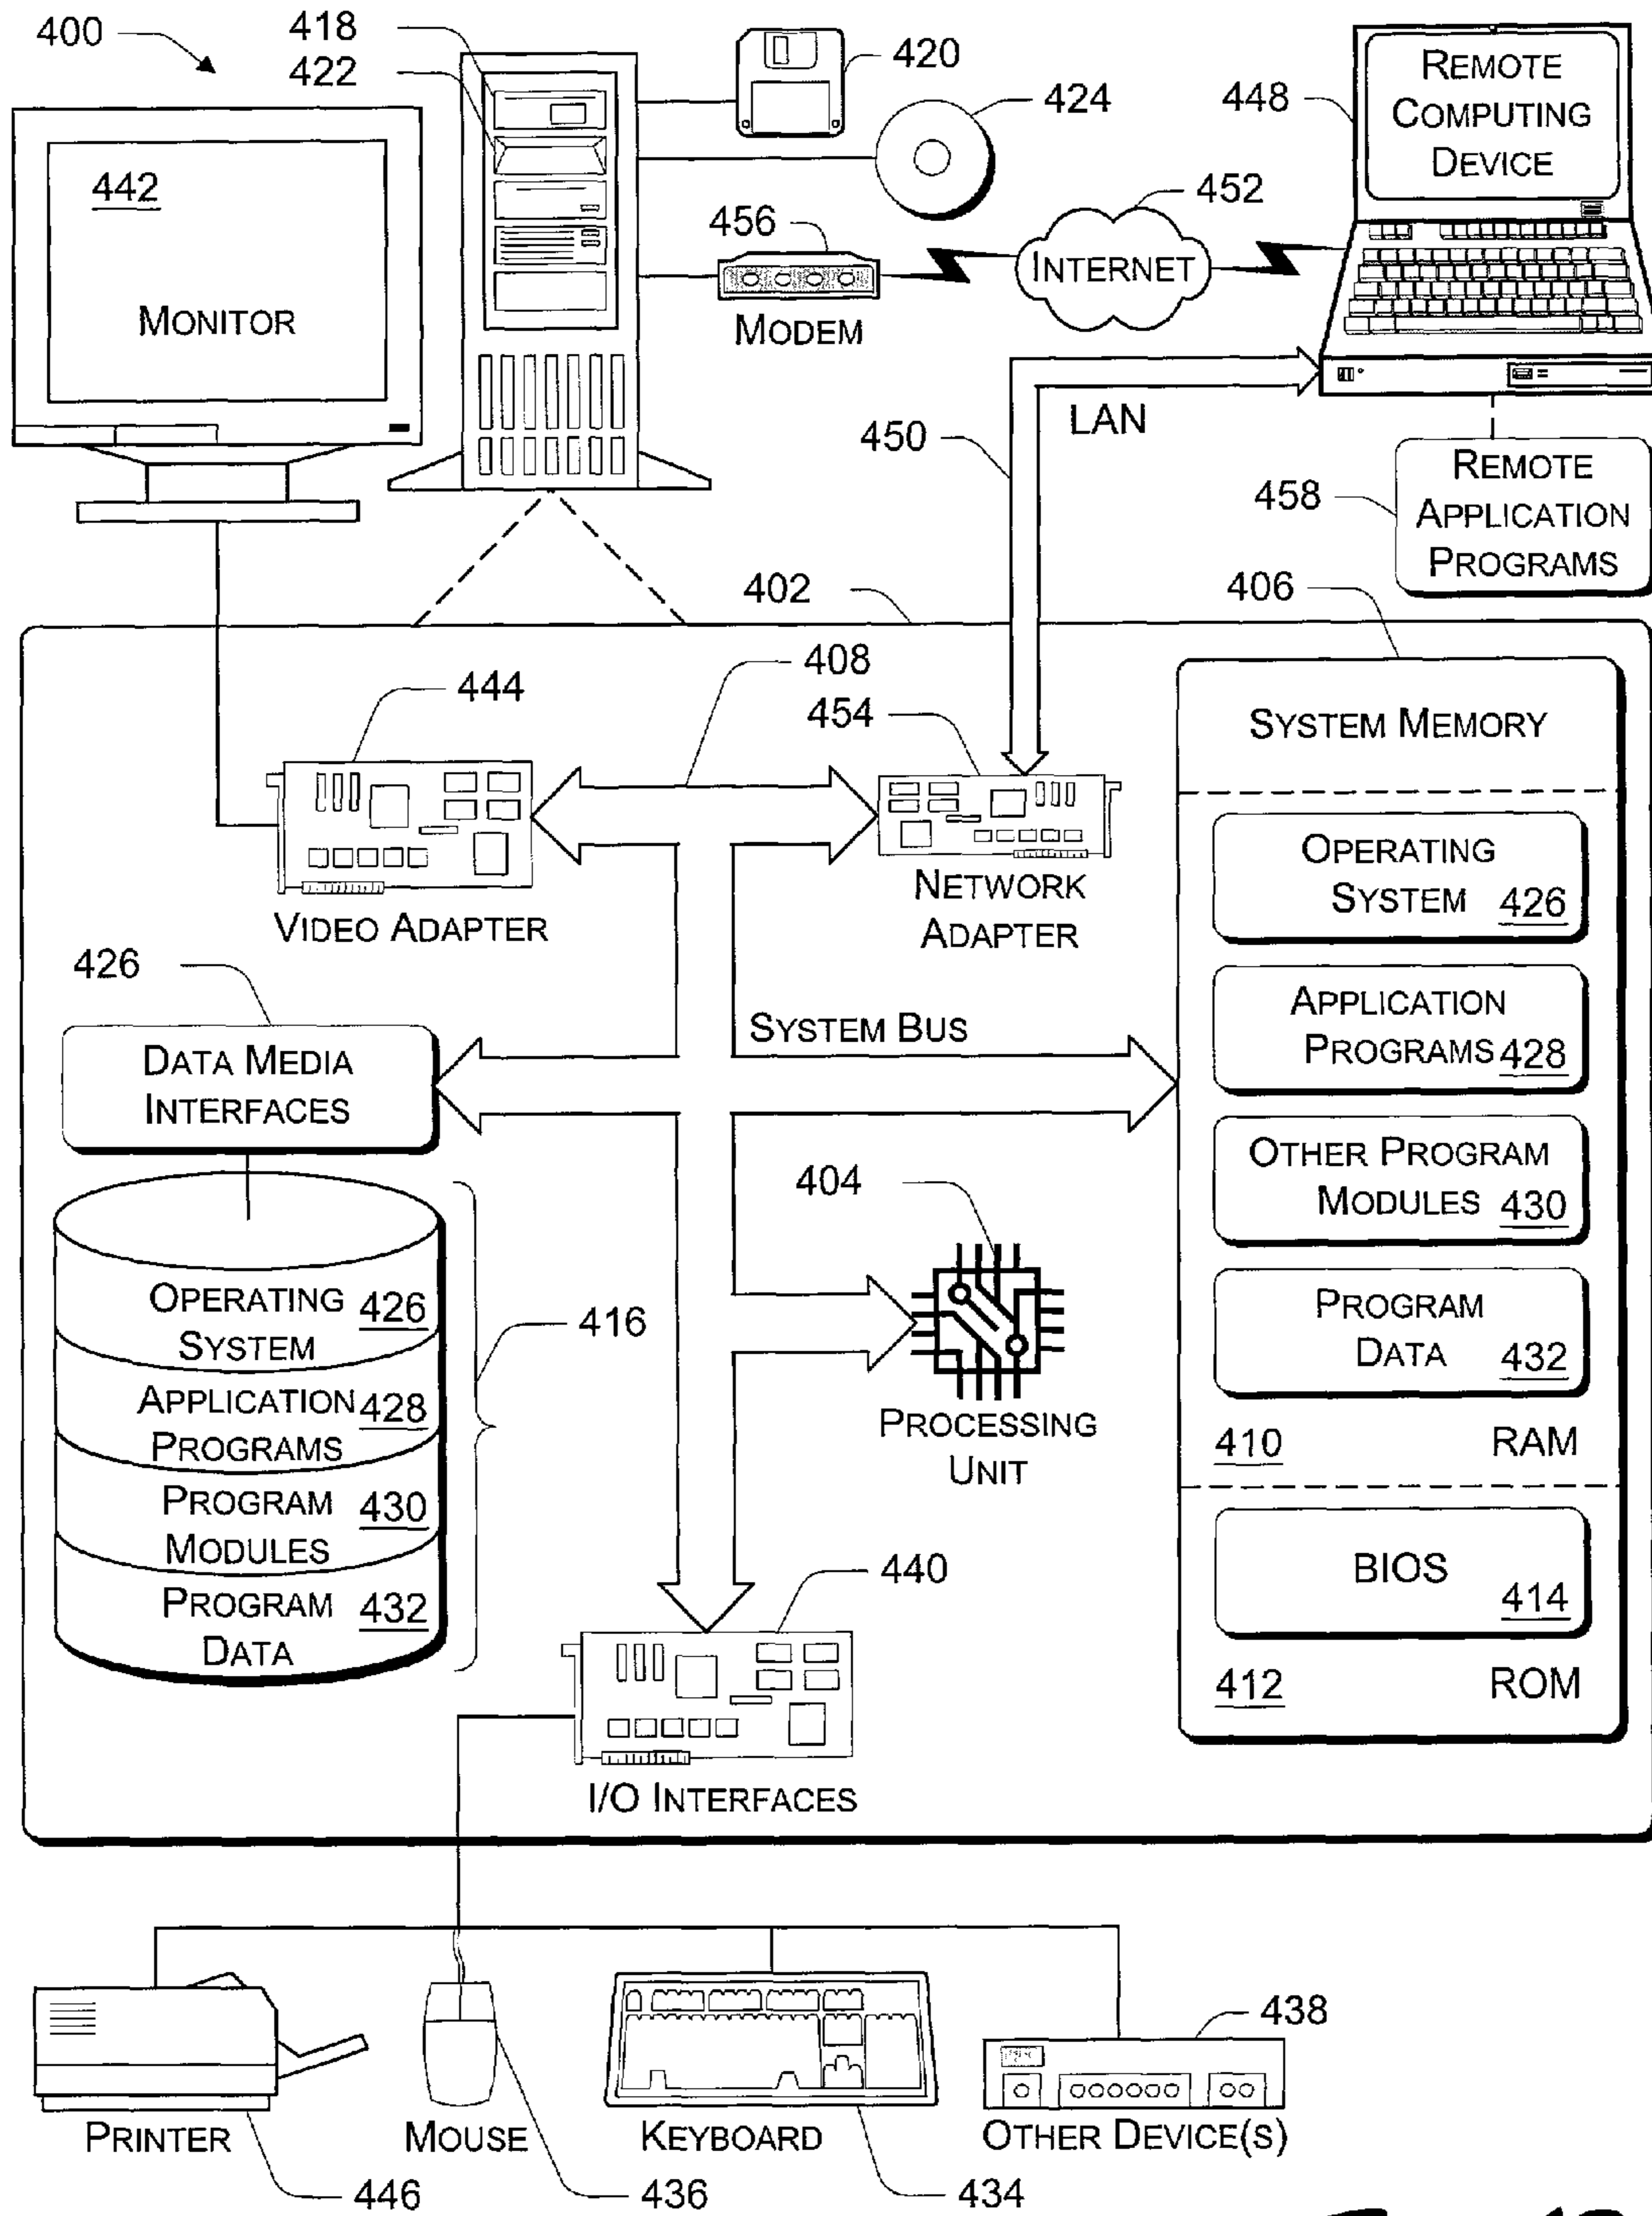 400
418
422
420
424
448
REMOTE
COMPUTING
DEVICE
442
MONITOR
456
MODEM
452
INTERNET
LAN
450
458
REMOTE
APPLICATION
PROGRAMS
402
406
408
444
454
VIDEO ADAPTER
NETWORK
ADAPTER
SYSTEM MEMORY
OPERATING
SYSTEM 426
APPLICATION
PROGRAMS 428
OTHER PROGRAM
MODULES 430
PROGRAM
DATA 432
410 RAM
BIOS
414
412 ROM
426
DATA MEDIA
INTERFACES
SYSTEM BUS
404
PROCESSING
UNIT
OPERATING 426
SYSTEM
APPLICATION 428
PROGRAMS
PROGRAM 430
MODULES
PROGRAM 432
DATA
416
440
I/O INTERFACES
438
PRINTER
MOUSE
KEYBOARD
OTHER DEVICE(S)
446
436
434